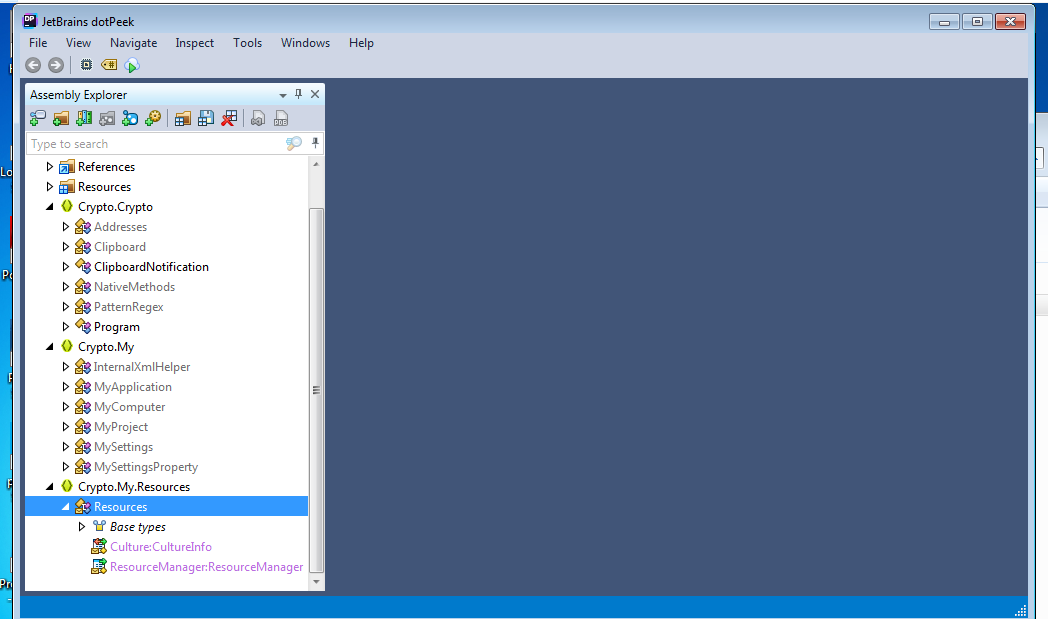 JetBrains dotPeek
File View Navigate Inspect Tools Windows Help
Assembly Explorer
Type to search
References
Resources
Crypto.Crypto
Addresses
Clipboard
ClipboardNotification
NativeMethods
PatternRegex
Program
Crypto.My
InternalXmlHelper
MyApplication
MyComputer
MyProject
MySettings
MySettingsProperty
Crypto.My.Resources
Resources
Base types
Culture:CultureInfo
ResourceManager:ResourceManager